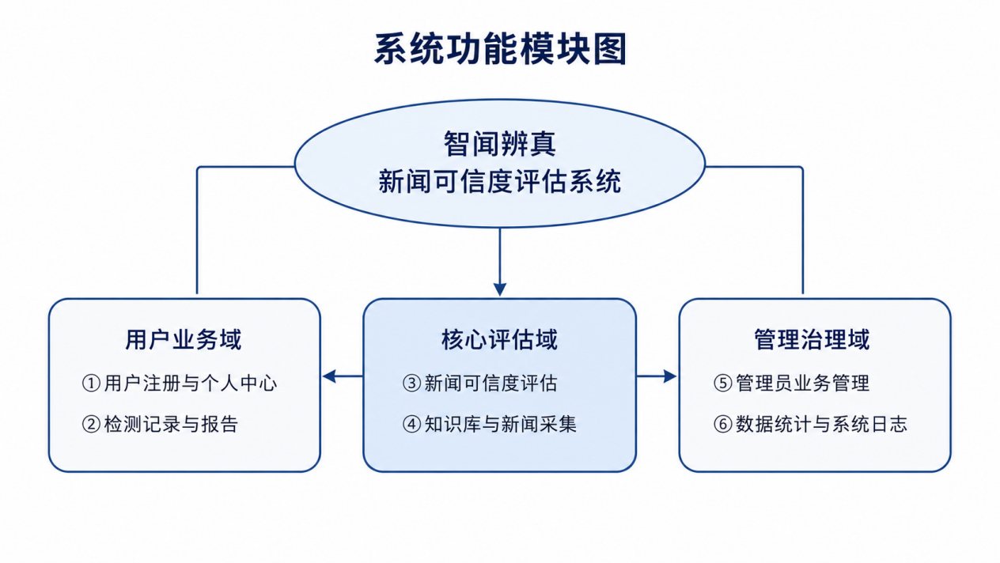 系统功能模块图
智闻辨真
新闻可信度评估系统
用户业务域
①用户注册与个人中心
②检测记录与报告
核心评估域
③新闻可信度评估
④知识库与新闻采集
管理治理域
⑤管理员业务管理
⑥数据统计与系统日志